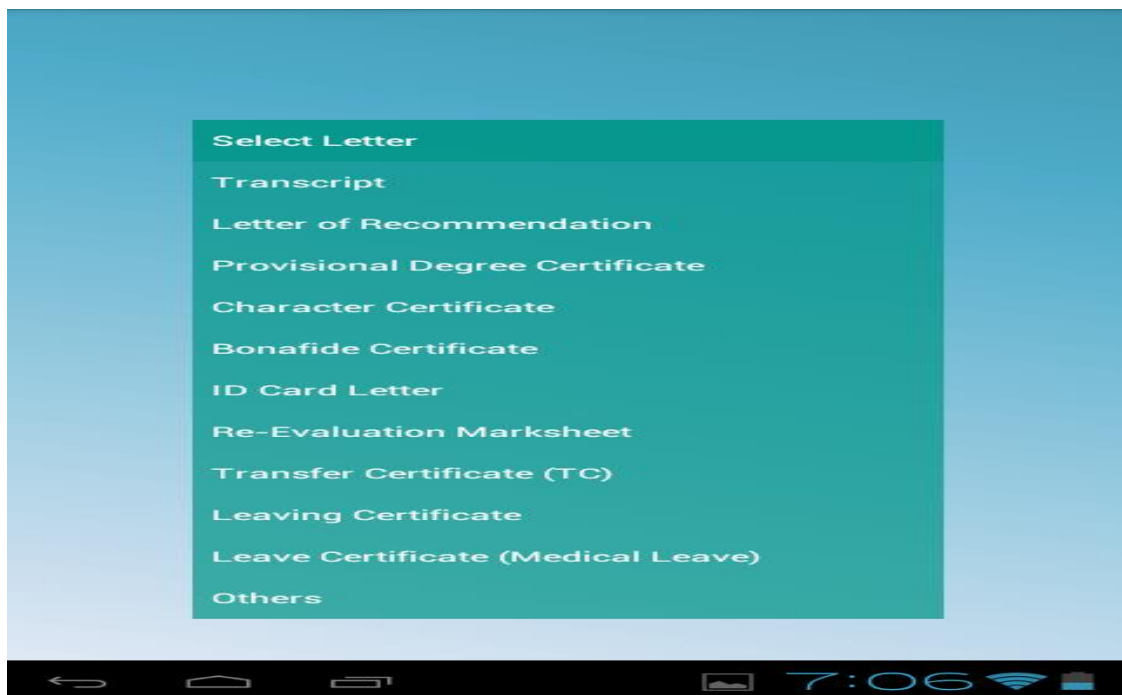 Select Letter
Transcript
Letter of Recommendation
Provisional Degree Certificate
Character Certificate
Bonafide Certificate
ID Card Letter
Re-Evaluation Marksheet
Transfer Certificate (TC)
Leaving Certificate
Leave Certificate (Medical Leave)
Others
7:06